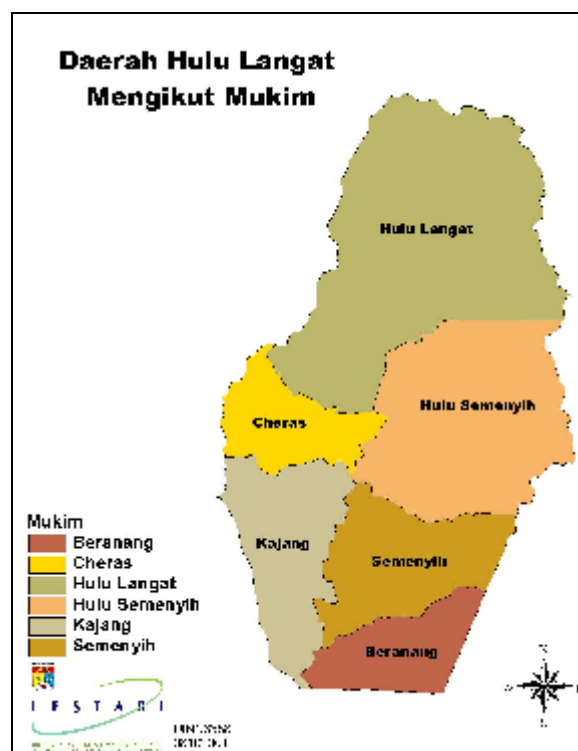 Daerah Hulu Langat
Mengikut Mukim
Hulu Langat
Hulu Semenyih
Cheras
Kajang
Semenyih
Beranang
Mukim
Beranang
Cheras
Hulu Langat
Hulu Semenyih
Kajang
Semenyih
LESTARI